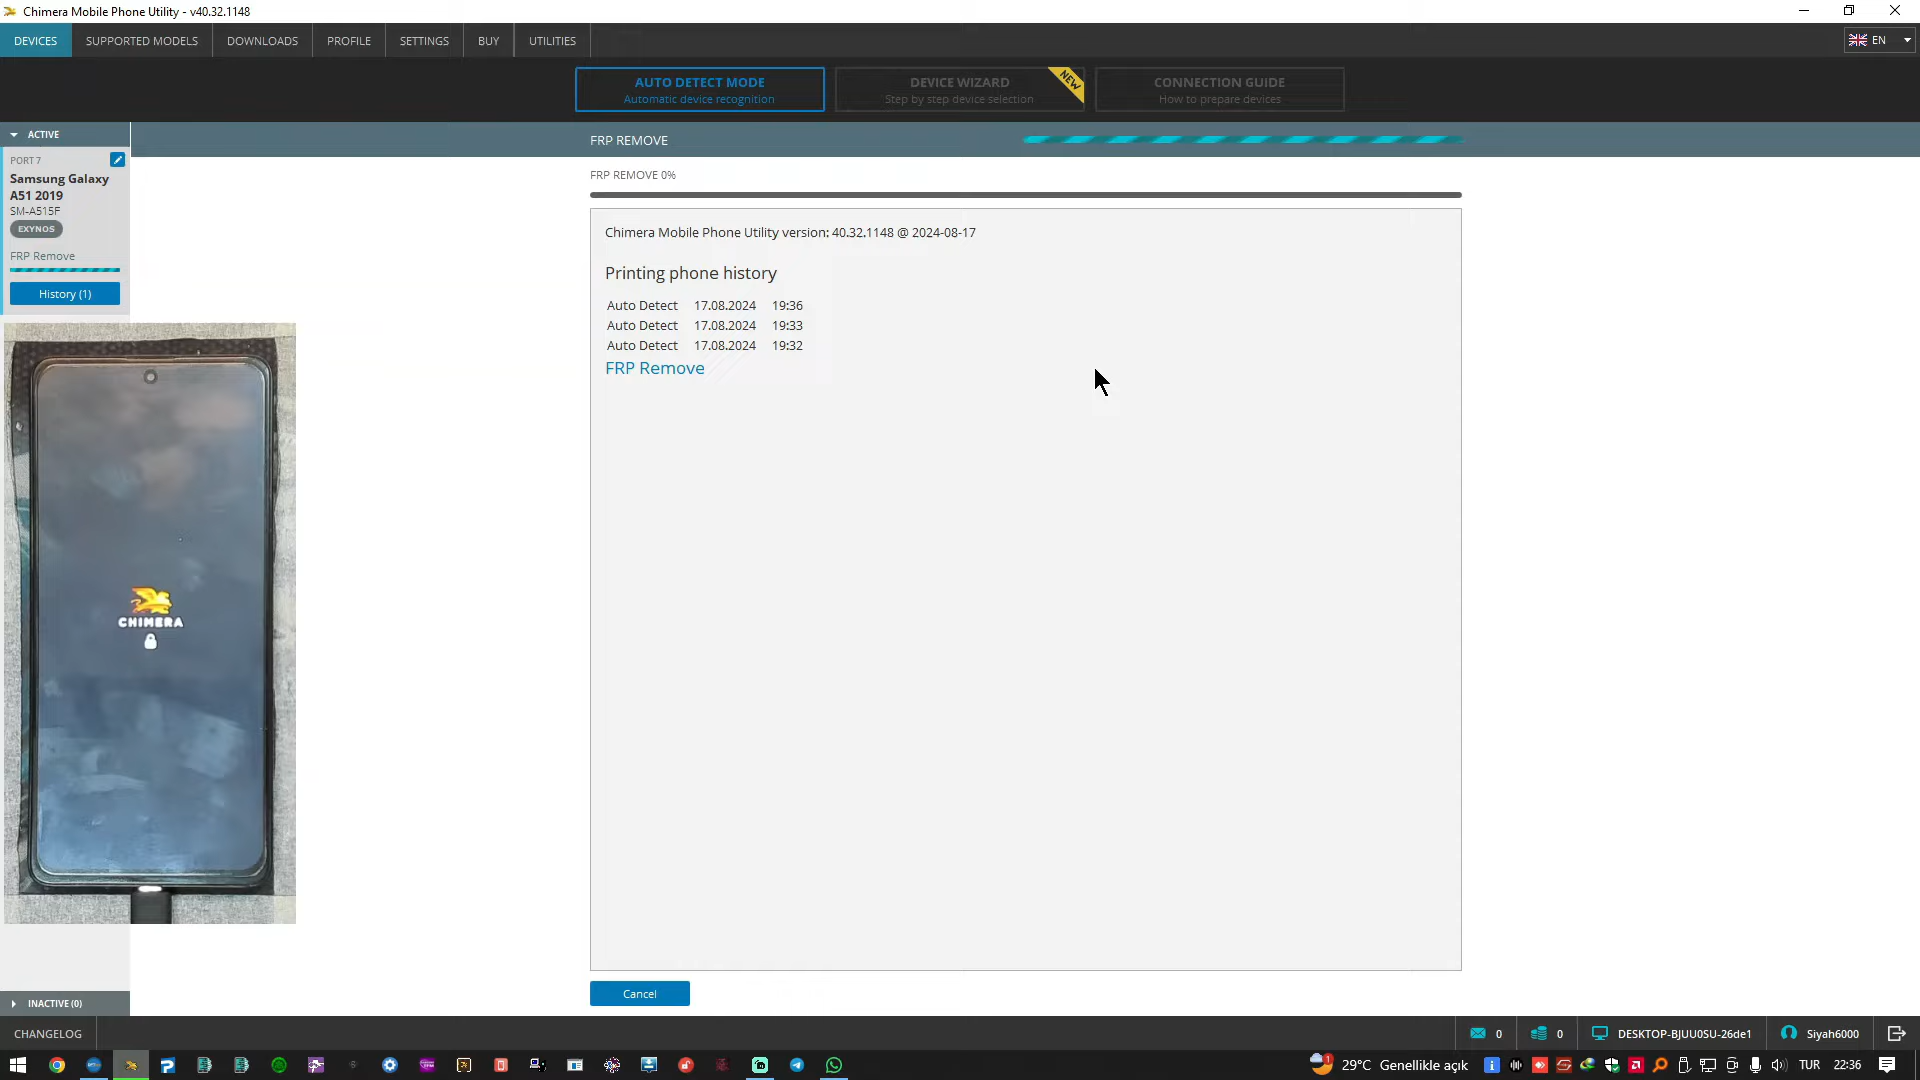 Chimera Mobile Phone Utility - v40.32.1148
DEVICES SUPPORTED MODELS DOWNLOADS PROFILE SETTINGS BUY UTILITIES EN
AUTO DETECT MODE
Automatic device recognition
DEVICE WIZARD
Step by step device selection
NEW
CONNECTION GUIDE
How to prepare devices
ACTIVE
PORT 7
Samsung Galaxy
A51 2019
SM-A515F
EXYNOS
FRP Remove
History (1)
CHIMERA
INACTIVE (0)
FRP REMOVE
FRP REMOVE 0%
Chimera Mobile Phone Utility version: 40.32.1148 @ 2024-08-17
Printing phone history
Auto Detect 17.08.2024 19:36
Auto Detect 17.08.2024 19:33
Auto Detect 17.08.2024 19:32
FRP Remove
Cancel
CHANGELOG 0 0 DESKTOP-BJUU0SU-26de1 Siyah6000
29°C Genellikle açık TUR 22:36